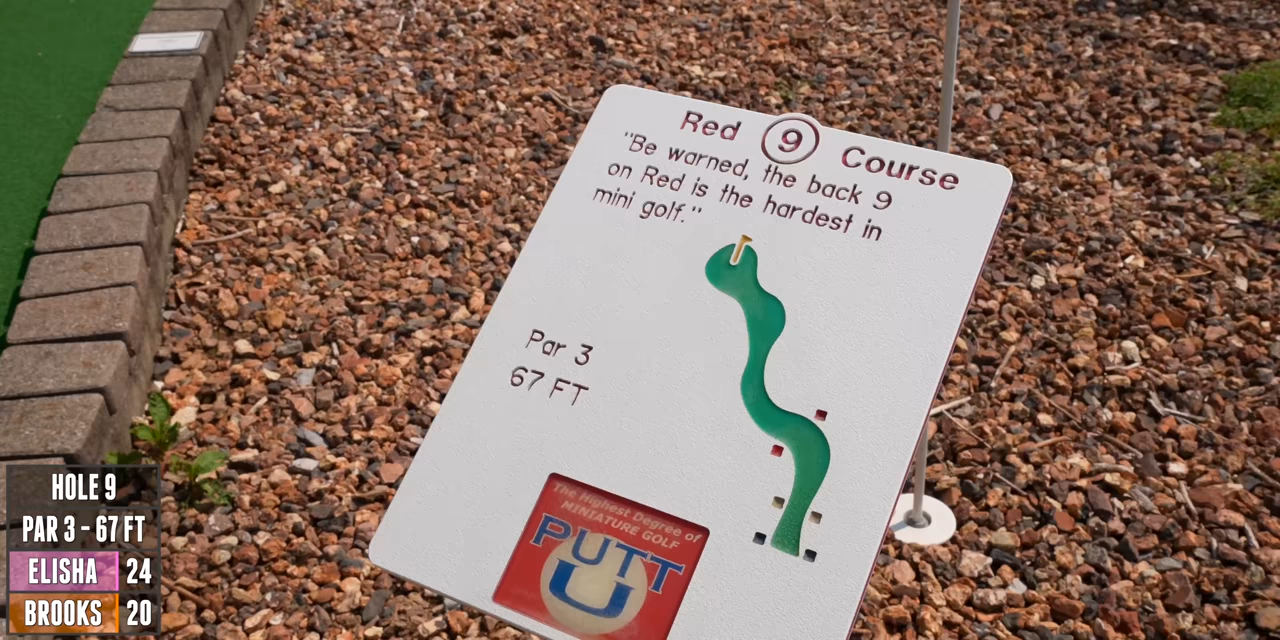 Red 9 Course
"Be warned, the back 9
on Red is the hardest in
mini golf."
Par 3
67 FT
The Highest Degree of
MINIATURE GOLF
PUTT
U
HOLE 9
PAR 3 - 67 FT
ELISHA 24
BROOKS 20